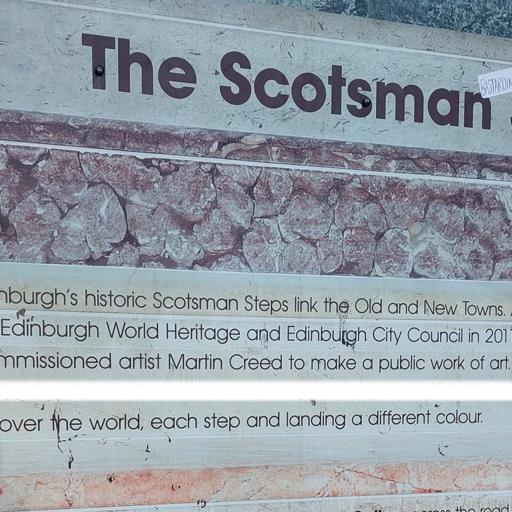 The Scotsman
nburgh's historic Scotsman Steps link the Old and New Towns.
Edinburgh World Heritage and Edinburgh City Council in 201
mmissioned artist Martin Creed to make a public work of art.
over the world, each step and landing a different colour.